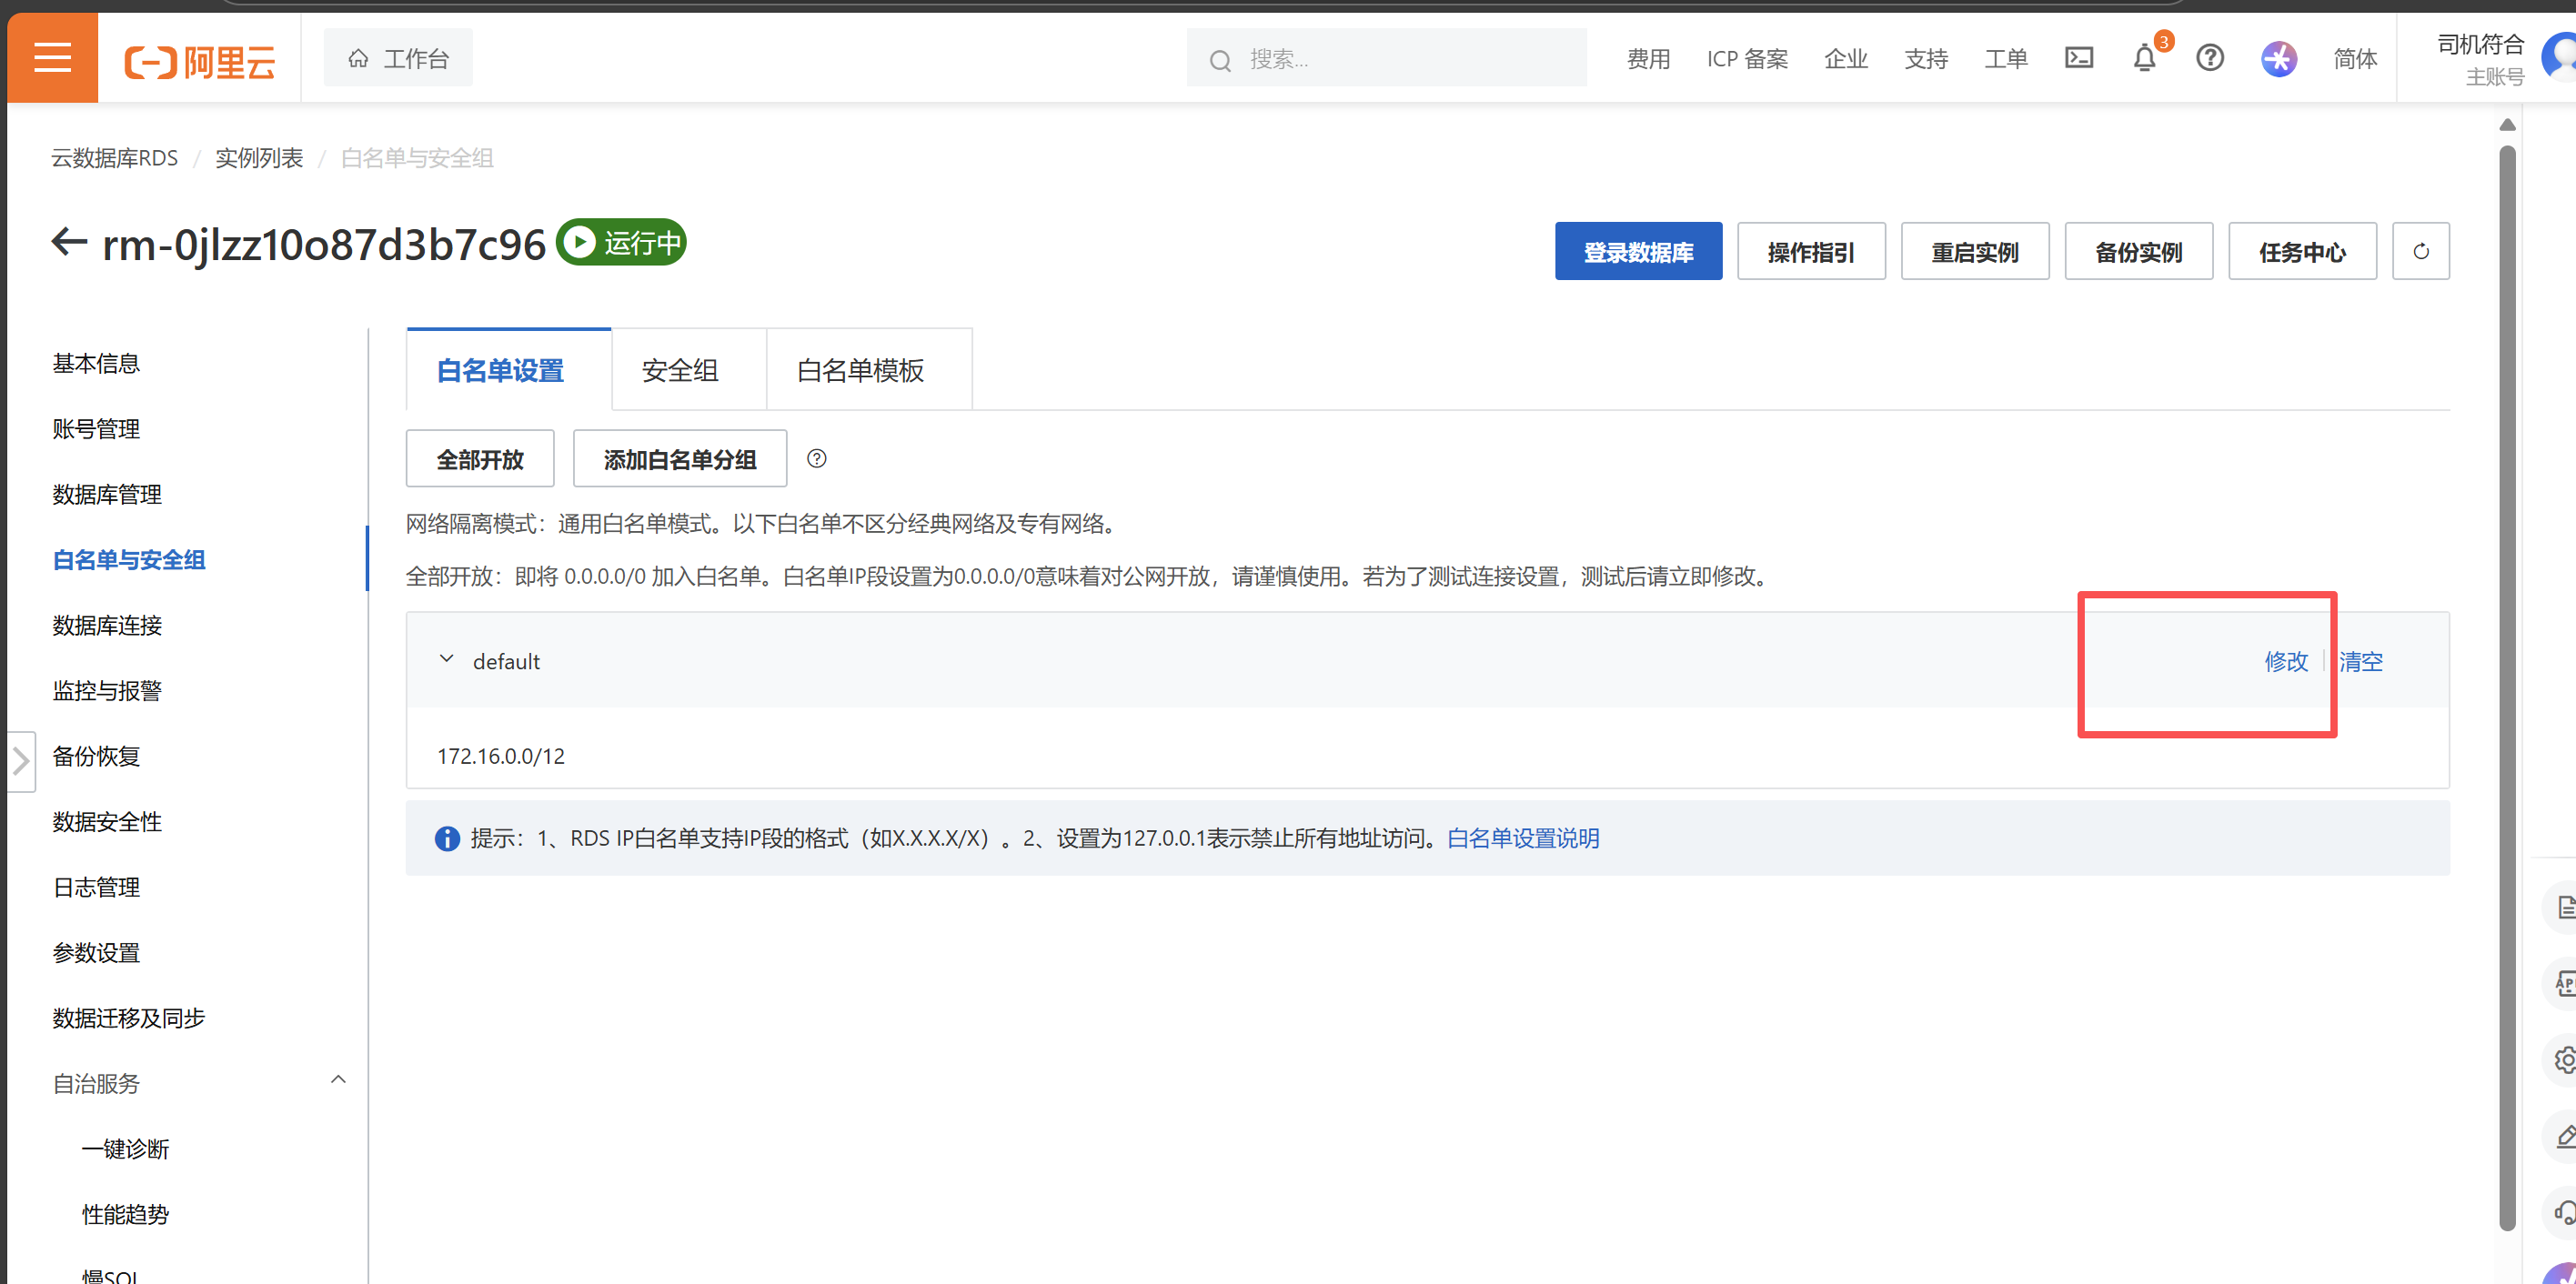 阿里云
工作台
搜索...
费用
ICP 备案
企业
支持
工单
3
简体
司机符合
主账号
云数据库RDS / 实例列表 / 白名单与安全组
rm-0jlzz10o87d3b7c96
运行中
登录数据库
操作指引
重启实例
备份实例
任务中心
基本信息
账号管理
数据库管理
白名单与安全组
数据库连接
监控与报警
备份恢复
数据安全性
日志管理
参数设置
数据迁移及同步
自治服务
一键诊断
性能趋势
慢SQL
白名单设置
安全组
白名单模板
全部开放
添加白名单分组
网络隔离模式：通用白名单模式。以下白名单不区分经典网络及专有网络。
全部开放：即将 0.0.0.0/0 加入白名单。白名单IP段设置为0.0.0.0/0意味着对公网开放，请谨慎使用。若为了测试连接设置，测试后请立即修改。
default
修改
清空
172.16.0.0/12
提示：1、RDS IP白名单支持IP段的格式（如X.X.X.X/X）。2、设置为127.0.0.1表示禁止所有地址访问。白名单设置说明